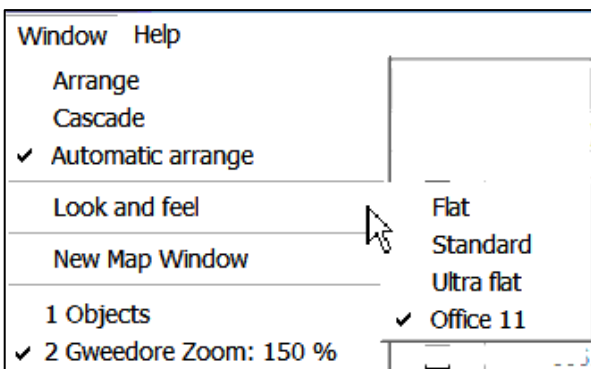 Window Help
Arrange
Cascade
Automatic arrange
Look and feel
New Map Window
1 Objects
2 Gweedore Zoom: 150 %
Flat
Standard
Ultra flat
Office 11